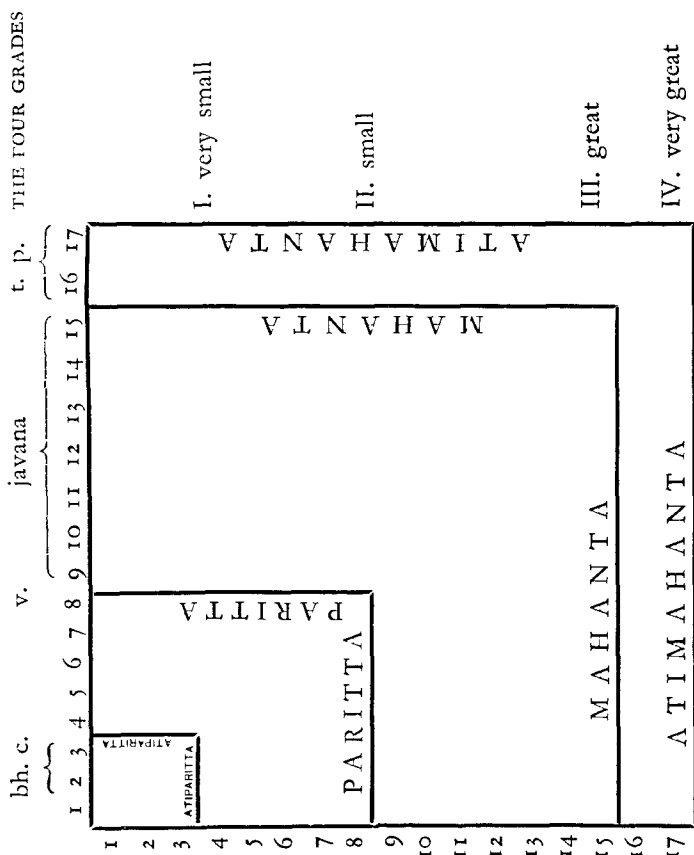 THE FOUR GRADES
bh. c. v. javana t. p.
1 2 3 4 5 6 7 8 9 10 11 12 13 14 15 16 17
1
2
3
ATIPARITTA
ATIPARITTA
I. very small
4
5
6
7
8
PARITTA
PARITTA
II. small
9
10
11
12
13
14
15
MAHANTA
MAHANTA
III. great
16
17
ATIMAHANTA
ATIMAHANTA
IV. very great